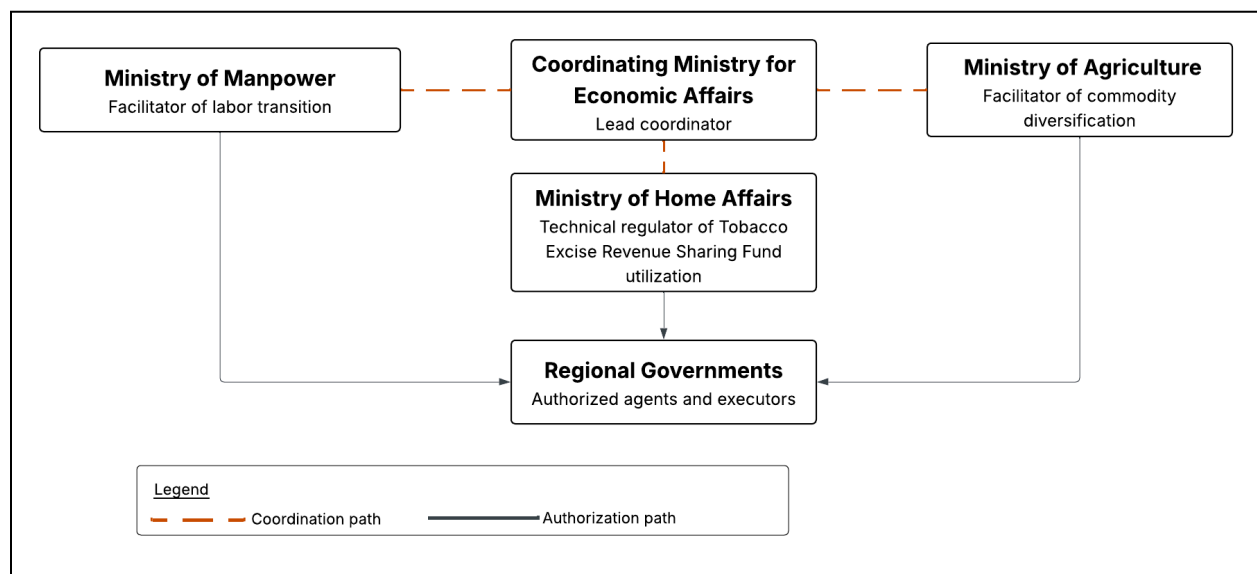 Ministry of Manpower
Facilitator of labor transition
Coordinating Ministry for
Economic Affairs
Lead coordinator
Ministry of Agriculture
Facilitator of commodity
diversification
Ministry of Home Affairs
Technical regulator of Tobacco
Excise Revenue Sharing Fund
utilization
Regional Governments
Authorized agents and executors
Legend
Coordination path
Authorization path